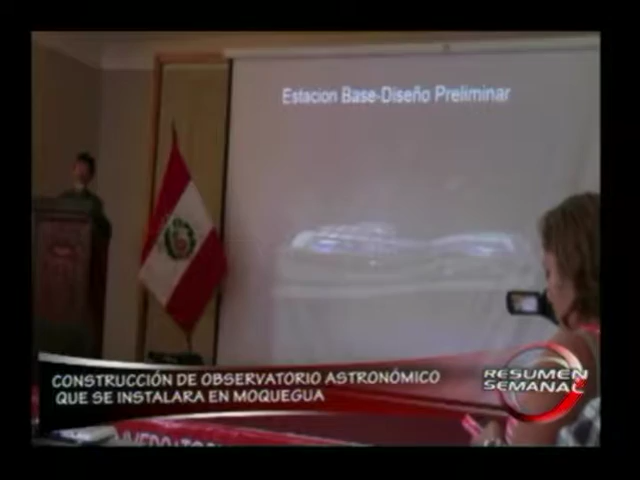 Estacion Base-Diseño Preliminar
CONSTRUCCIÓN DE OBSERVATORIO ASTRONÓMICO
QUE SE INSTALARA EN MOQUEGUA
RESUMEN
SEMANAL